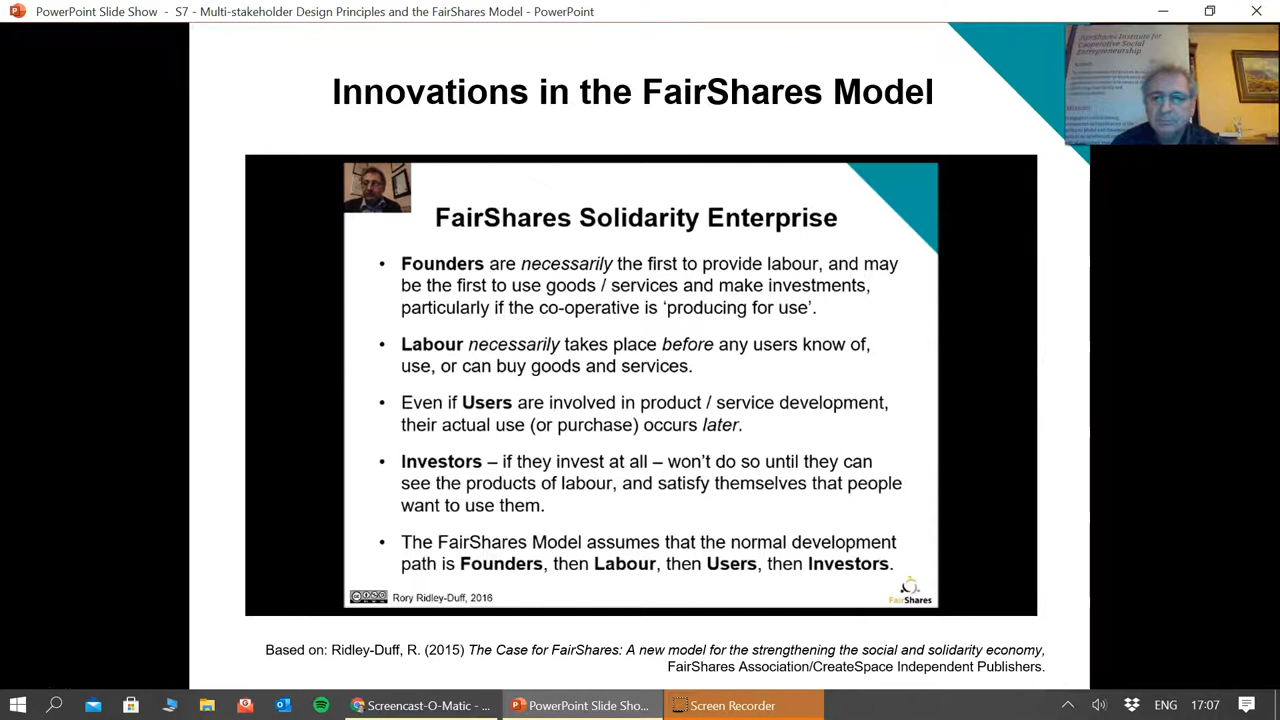 PowerPoint Slide Show - S7 - Multi-stakeholder Design Principles and the FairShares Model - PowerPoint
FairShares Institute for
Cooperative Social
Entrepreneurship
Innovations in the FairShares Model
FairShares Solidarity Enterprise
• Founders are necessarily the first to provide labour, and may
be the first to use goods / services and make investments,
particularly if the co-operative is ‘producing for use’.
• Labour necessarily takes place before any users know of,
use, or can buy goods and services.
• Even if Users are involved in product / service development,
their actual use (or purchase) occurs later.
• Investors – if they invest at all – won’t do so until they can
see the products of labour, and satisfy themselves that people
want to use them.
• The FairShares Model assumes that the normal development
path is Founders, then Labour, then Users, then Investors.
Rory Ridley-Duff, 2016
FairShares
Based on: Ridley-Duff, R. (2015) The Case for FairShares: A new model for the strengthening the social and solidarity economy,
FairShares Association/CreateSpace Independent Publishers.
Screencast-O-Matic - ...
PowerPoint Slide Sho...
Screen Recorder
ENG
17:07